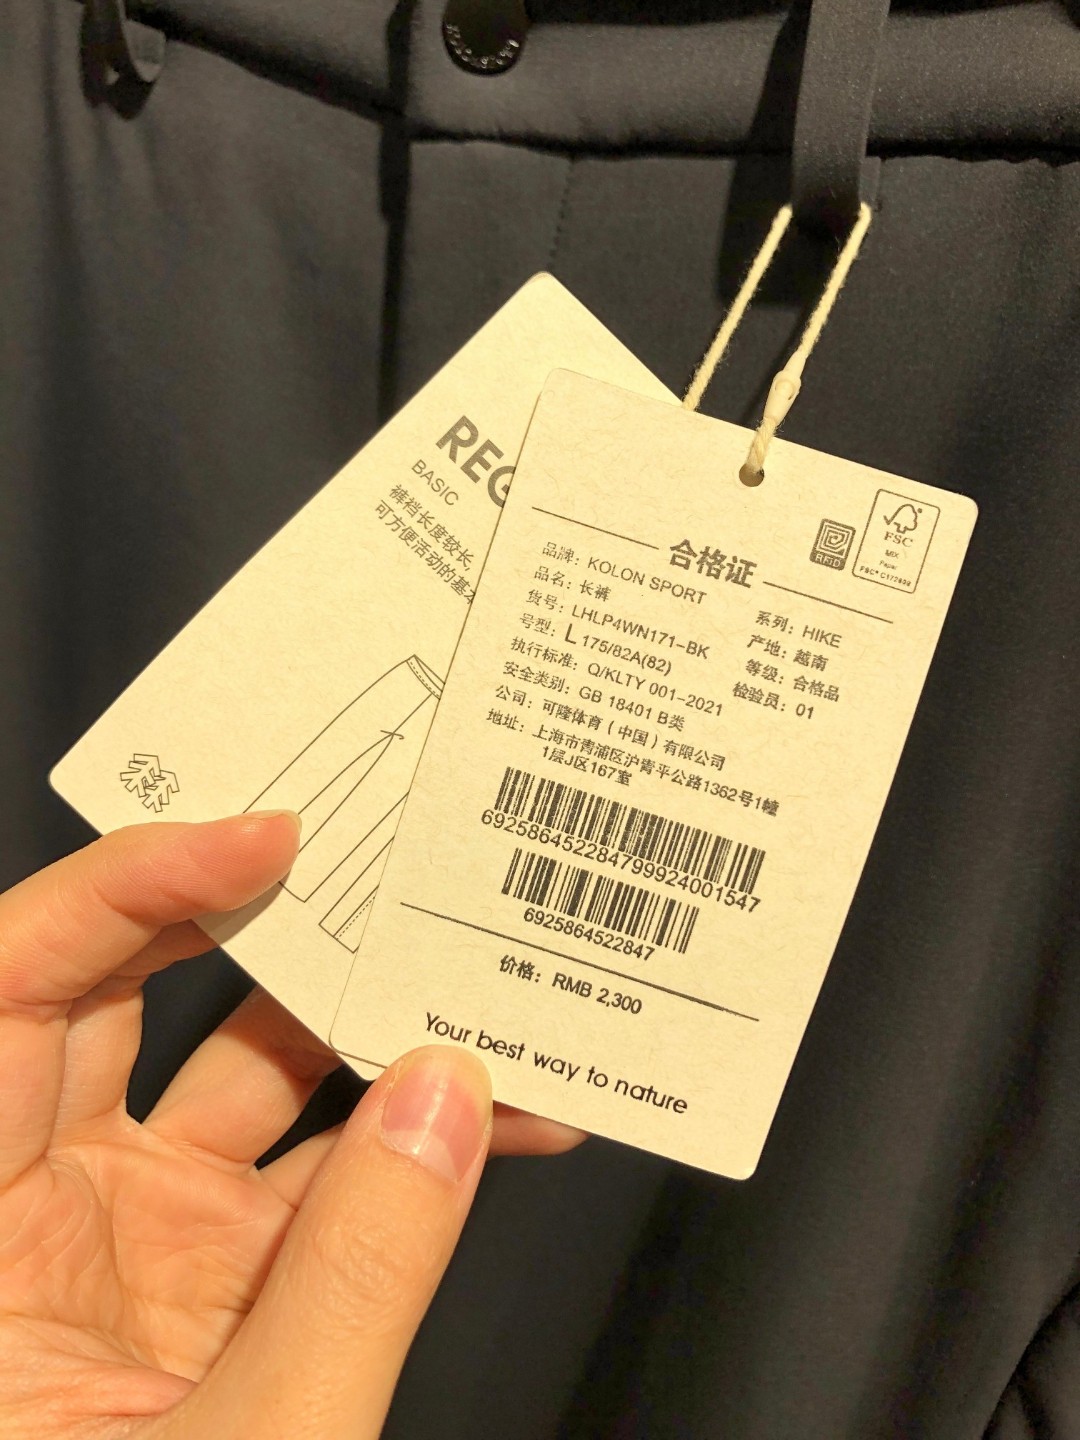 REG
BASIC
裤裆长度较长，
可方便活动的基本
合格证
RFID
FSC
MIX
Paper
品牌：KOLON SPORT
品名：长裤
货号：LHLP4WN171-BK
号型：L 175/82A(82)
执行标准：Q/KLTY 001-2021
安全类别：GB 18401 B类
公司：可隆体育（中国）有限公司
地址：上海市青浦区沪青平公路1362号1幢
1层J区167室
系列：HIKE
产地：越南
等级：合格品
检验员：01
692586452284799924001547
6925864522847
价格：RMB 2,300
Your best way to nature